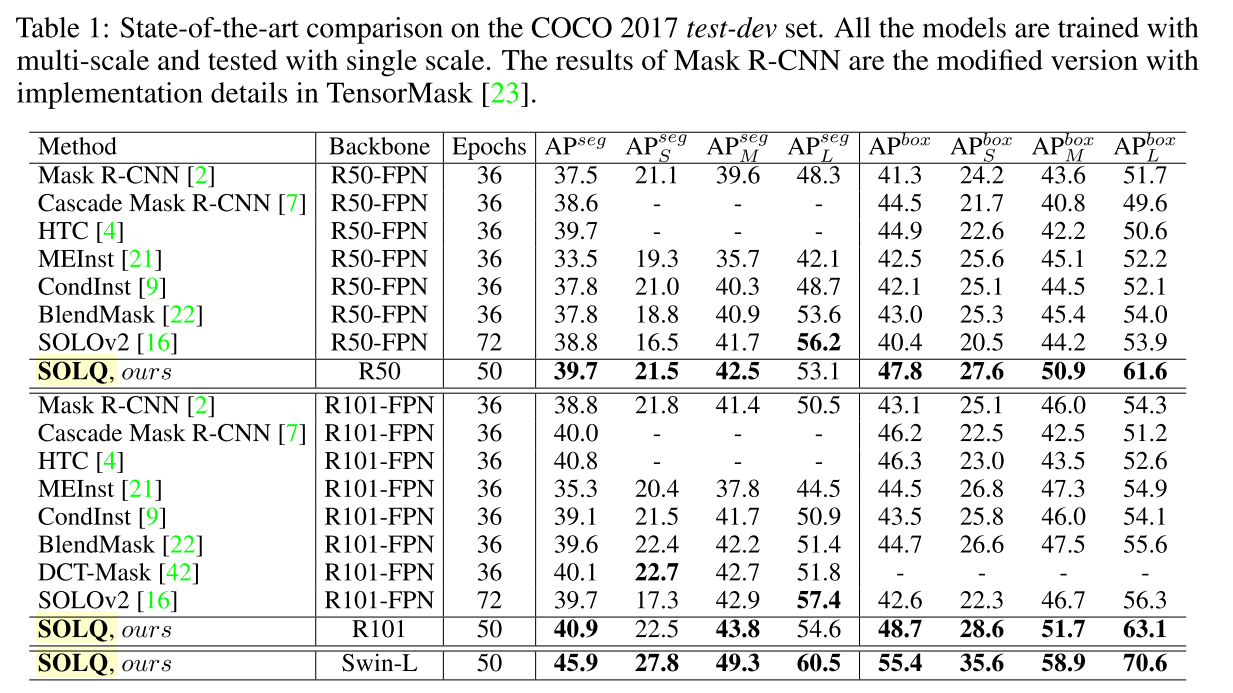 Table 1: State-of-the-art comparison on the COCO 2017 test-dev set. All the models are trained with
multi-scale and tested with single scale. The results of Mask R-CNN are the modified version with
implementation details in TensorMask [23].
Method Backbone Epochs AP^seg AP_S^seg AP_M^seg AP_L^seg AP^box AP_S^box AP_M^box AP_L^box
Mask R-CNN [2] R50-FPN 36 37.5 21.1 39.6 48.3 41.3 24.2 43.6 51.7
Cascade Mask R-CNN [7] R50-FPN 36 38.6 - - - 44.5 21.7 40.8 49.6
HTC [4] R50-FPN 36 39.7 - - - 44.9 22.6 42.2 50.6
MEInst [21] R50-FPN 36 33.5 19.3 35.7 42.1 42.5 25.6 45.1 52.2
CondInst [9] R50-FPN 36 37.8 21.0 40.3 48.7 42.1 25.1 44.5 52.1
BlendMask [22] R50-FPN 36 37.8 18.8 40.9 53.6 43.0 25.3 45.4 54.0
SOLOv2 [16] R50-FPN 72 38.8 16.5 41.7 56.2 40.4 20.5 44.2 53.9
SOLQ, ours R50 50 39.7 21.5 42.5 53.1 47.8 27.6 50.9 61.6
Mask R-CNN [2] R101-FPN 36 38.8 21.8 41.4 50.5 43.1 25.1 46.0 54.3
Cascade Mask R-CNN [7] R101-FPN 36 40.0 - - - 46.2 22.5 42.5 51.2
HTC [4] R101-FPN 36 40.8 - - - 46.3 23.0 43.5 52.6
MEInst [21] R101-FPN 36 35.3 20.4 37.8 44.5 44.5 26.8 47.3 54.9
CondInst [9] R101-FPN 36 39.1 21.5 41.7 50.9 43.5 25.8 46.0 54.1
BlendMask [22] R101-FPN 36 39.6 22.4 42.2 51.4 44.7 26.6 47.5 55.6
DCT-Mask [42] R101-FPN 36 40.1 22.7 42.7 51.8 - - - -
SOLOv2 [16] R101-FPN 72 39.7 17.3 42.9 57.4 42.6 22.3 46.7 56.3
SOLQ, ours R101 50 40.9 22.5 43.8 54.6 48.7 28.6 51.7 63.1
SOLQ, ours Swin-L 50 45.9 27.8 49.3 60.5 55.4 35.6 58.9 70.6